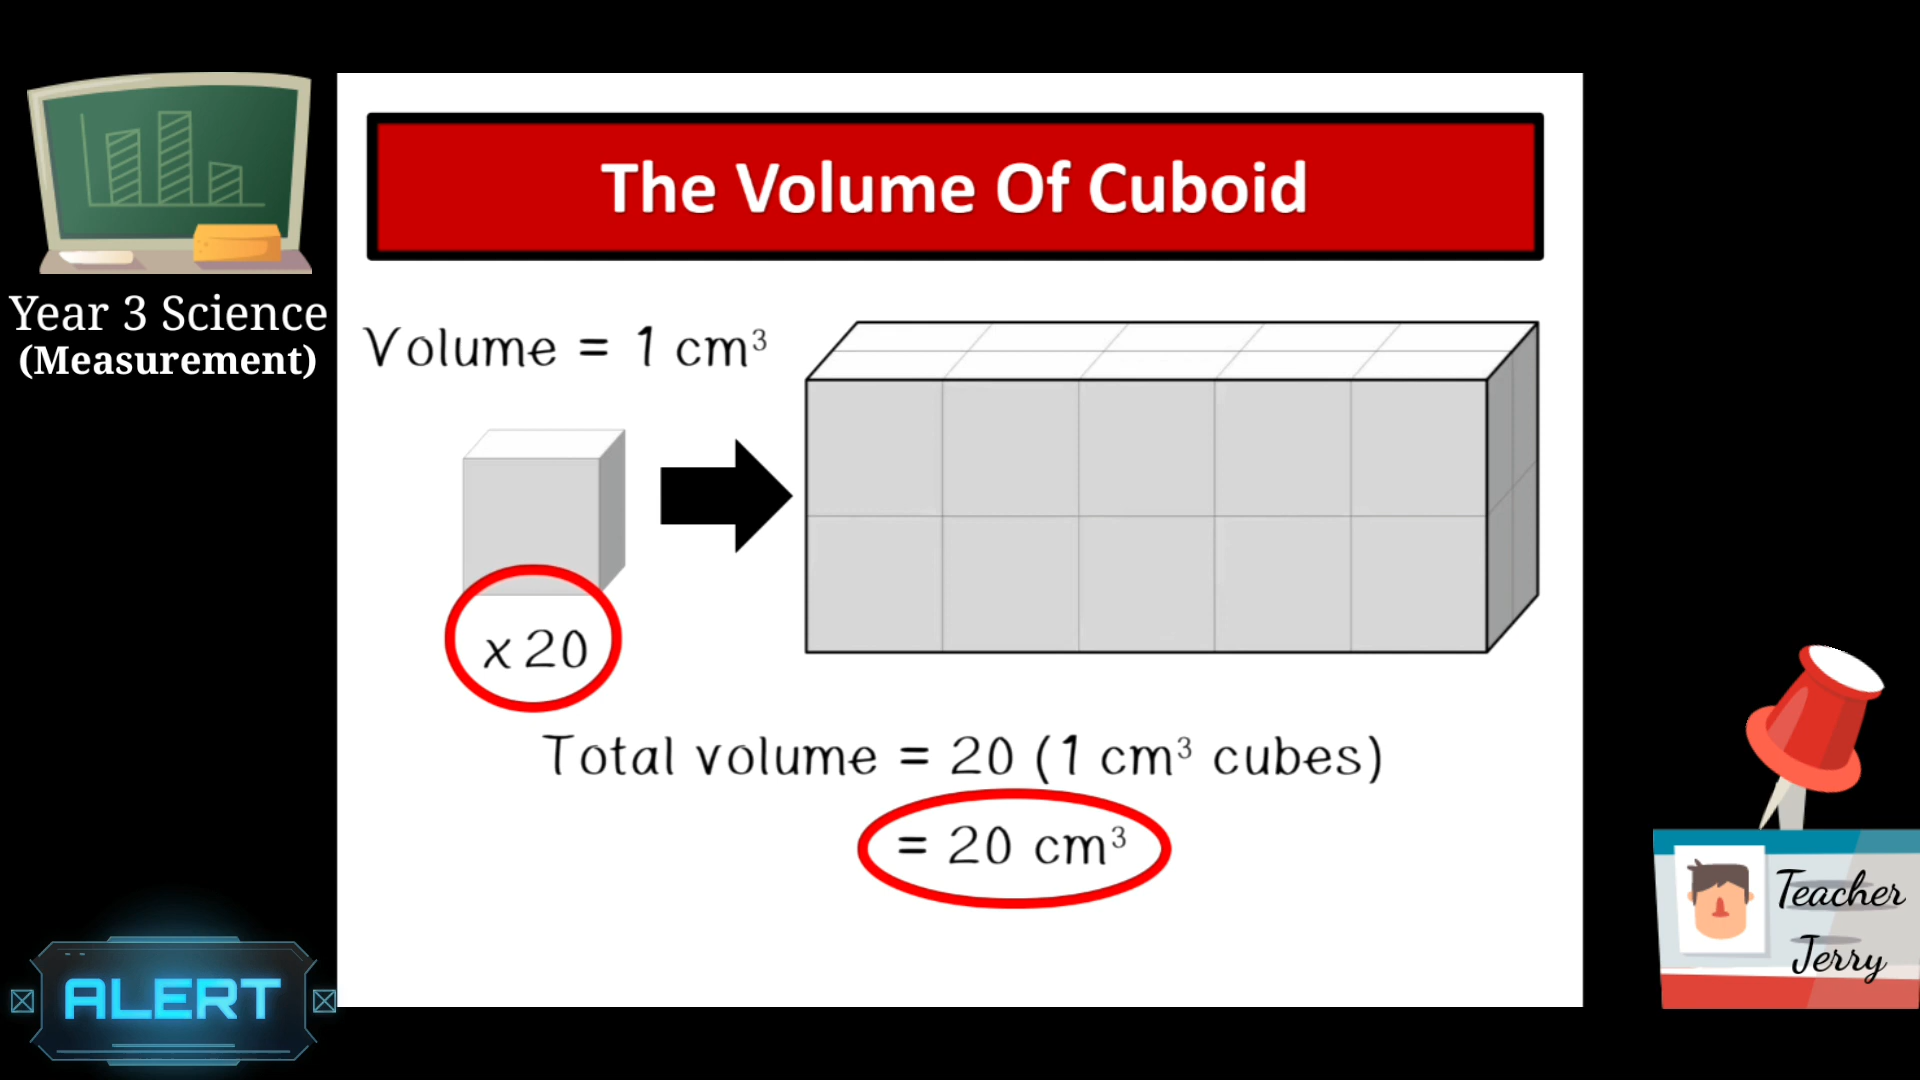 The Volume Of Cuboid
Year 3 Science
(Measurement)
Volume = 1 cm³
x 20
Total volume = 20 (1 cm³ cubes)
= 20 cm³
Teacher
Jerry
ALERT